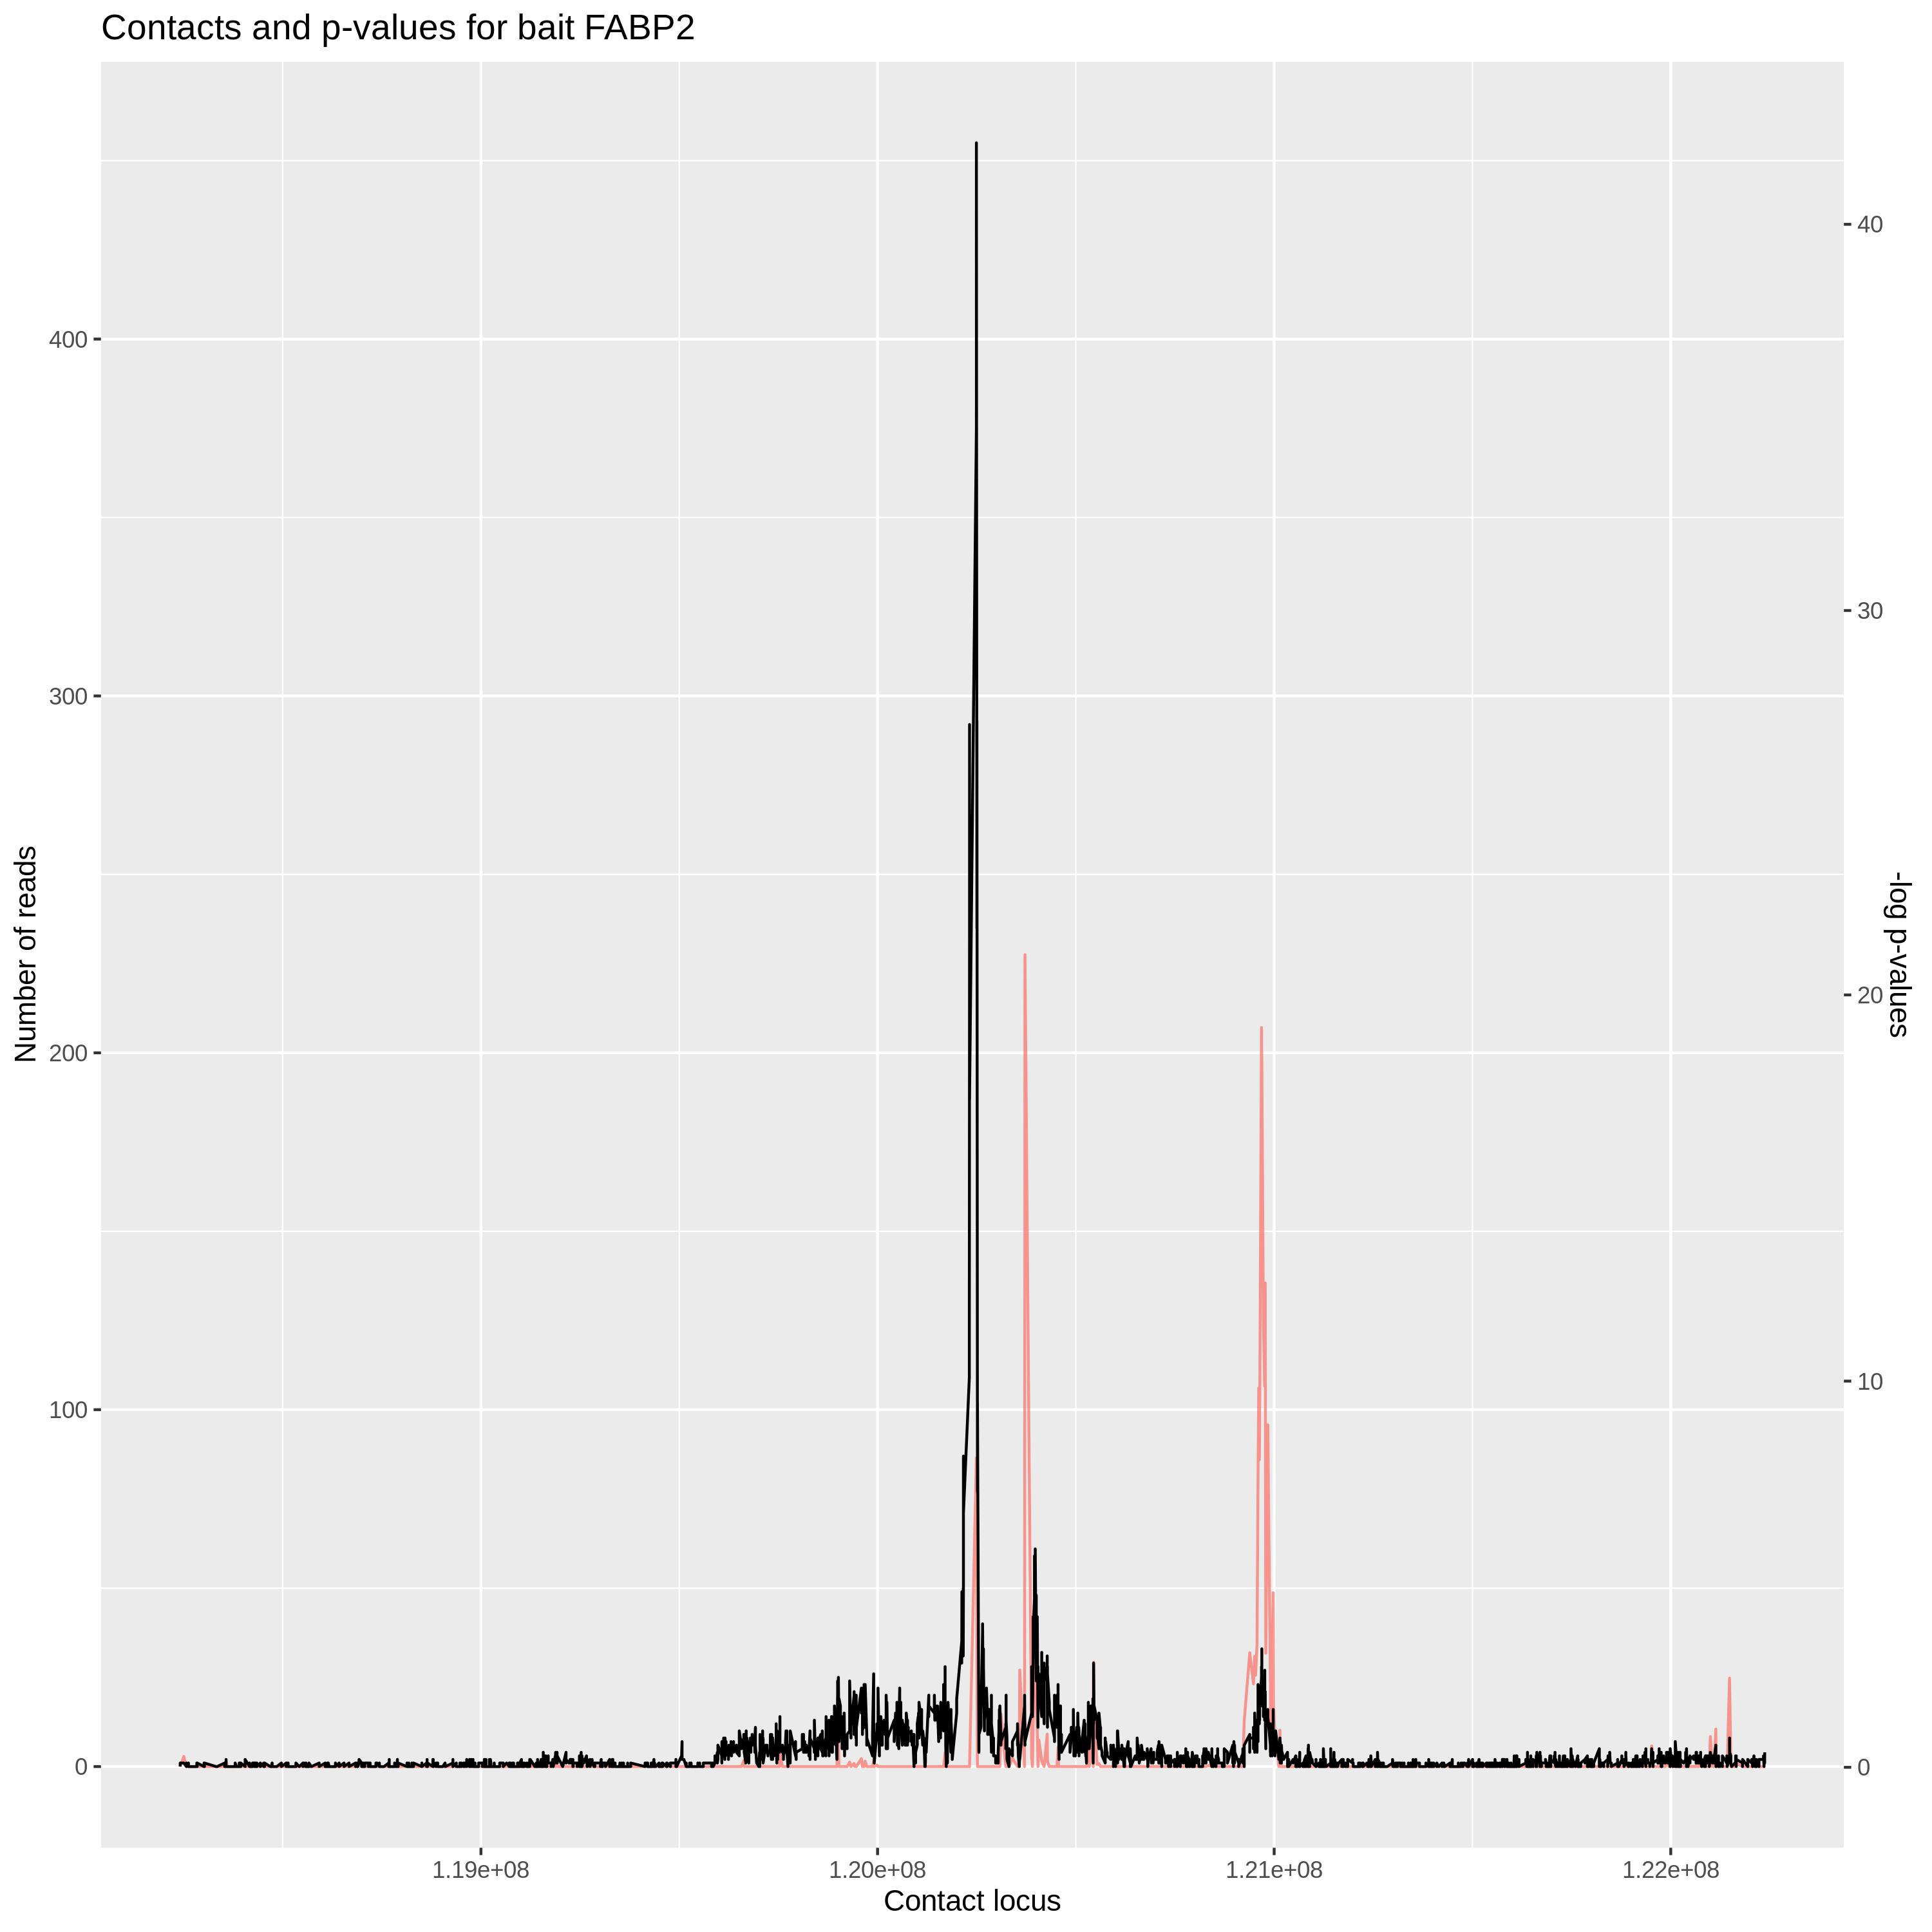 Contacts and p-values for bait FABP2
Number of reads
400
300
200
100
0
40
30
20
10
0
-log p-values
1.19e+08 1.20e+08 1.21e+08 1.22e+08
Contact locus